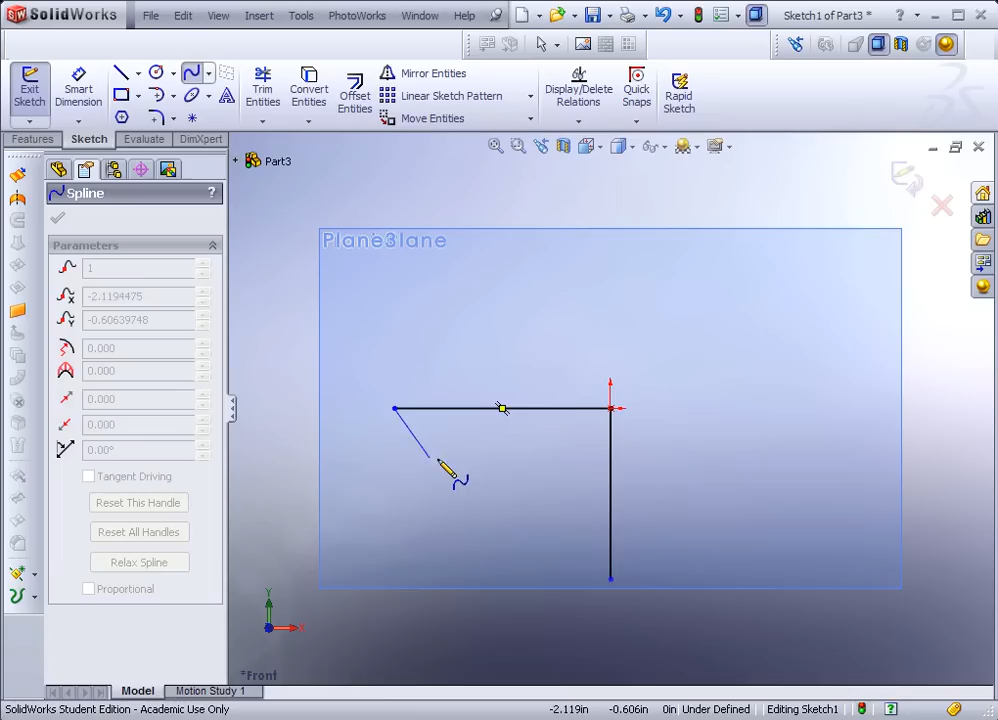 SolidWorks File Edit View Insert Tools PhotoWorks Window Help Sketch1 of Part3 * ?
Exit Sketch
Smart Dimension
Trim Entities
Convert Entities
Offset Entities
Mirror Entities
Linear Sketch Pattern
Move Entities
Display/Delete Relations
Quick Snaps
Rapid Sketch
Features Sketch Evaluate DimXpert
Part3
Spline ?
Parameters
1
-2.1194475
-0.60639748
0.000
0.000
0.000
0.000
0.00°
Tangent Driving
Reset This Handle
Reset All Handles
Relax Spline
Proportional
Plane3lane
Y
X
*Front
Model Motion Study 1
SolidWorks Student Edition - Academic Use Only -2.119in -0.606in 0in Under Defined Editing Sketch1 ?